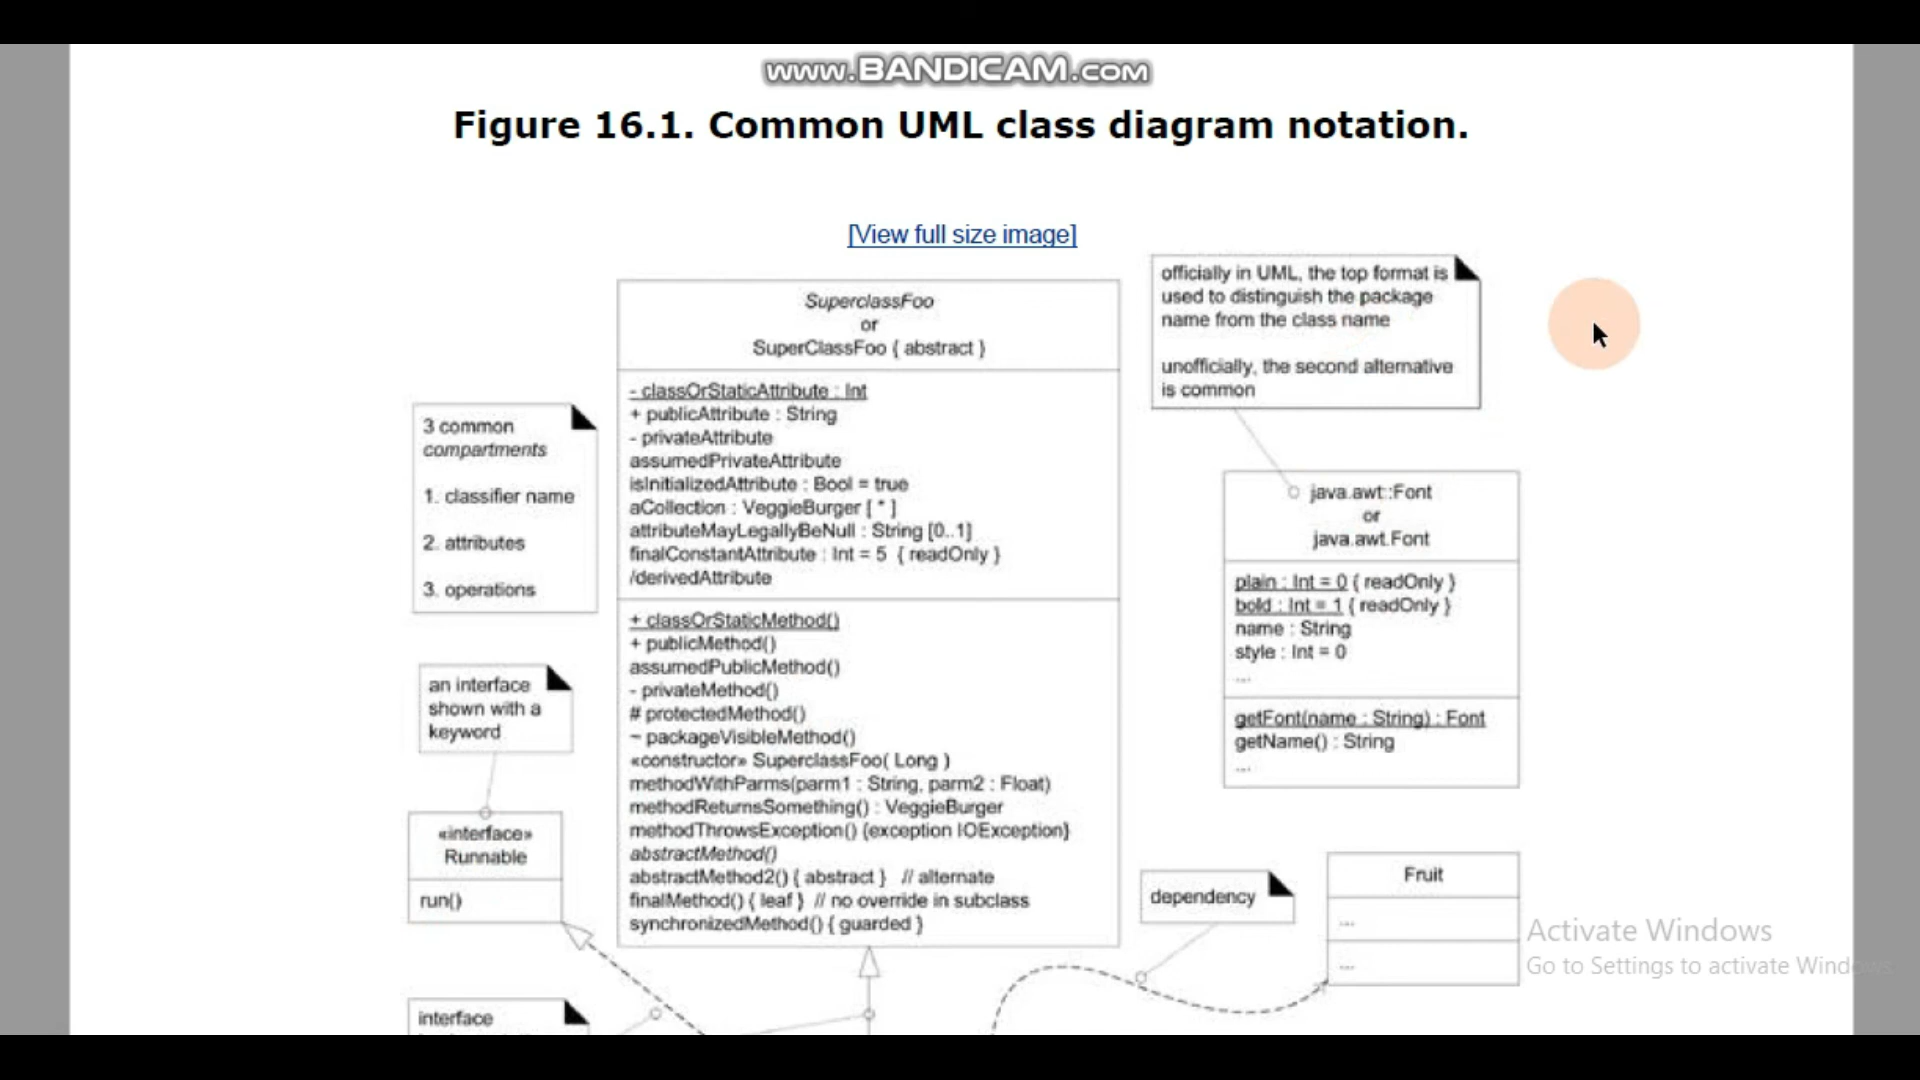 www.BANDICAM.com
Figure 16.1. Common UML class diagram notation.
[View full size image]
officially in UML, the top format is
used to distinguish the package
name from the class name
unofficially, the second alternative
is common
SuperclassFoo
or
SuperClassFoo { abstract }
- classOrStaticAttribute : Int
+ publicAttribute : String
- privateAttribute
assumedPrivateAttribute
isInitializedAttribute : Bool = true
aCollection : VeggieBurger [ * ]
attributeMayLegallyBeNull : String [0..1]
finalConstantAttribute : Int = 5 { readOnly }
/derivedAttribute
+ classOrStaticMethod()
+ publicMethod()
assumedPublicMethod()
- privateMethod()
# protectedMethod()
~ packageVisibleMethod()
«constructor» SuperclassFoo( Long )
methodWithParms(parm1 : String, parm2 : Float)
methodReturnsSomething() : VeggieBurger
methodThrowsException() {exception IOException}
abstractMethod()
abstractMethod2() { abstract } // alternate
finalMethod() { leaf } // no override in subclass
synchronizedMethod() { guarded }
3 common
compartments
1. classifier name
2. attributes
3. operations
java.awt::Font
or
java.awt.Font
plain : Int = 0 { readOnly }
bold : Int = 1 { readOnly }
name : String
style : Int = 0
...
getFont(name : String) : Font
getName() : String
...
an interface
shown with a
keyword
«interface»
Runnable
run()
dependency
Fruit
...
...
interface
Activate Windows
Go to Settings to activate Windows